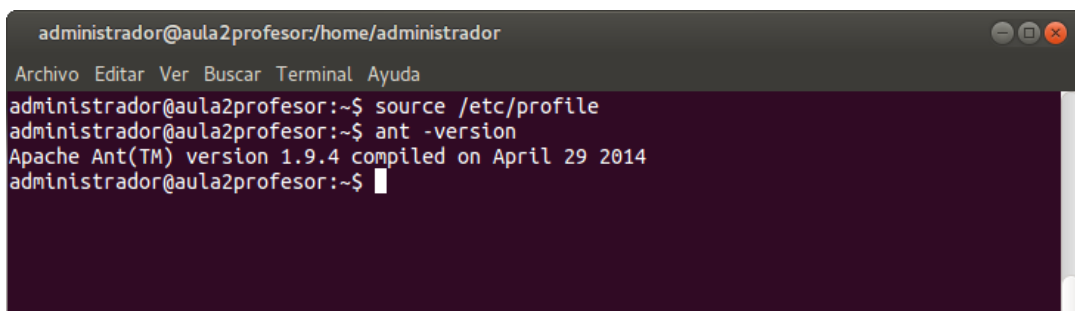 administrador@aula2profesor:/home/administrador
Archivo Editar Ver Buscar Terminal Ayuda
administrador@aula2profesor:~$ source /etc/profile
administrador@aula2profesor:~$ ant -version
Apache Ant(TM) version 1.9.4 compiled on April 29 2014
administrador@aula2profesor:~$